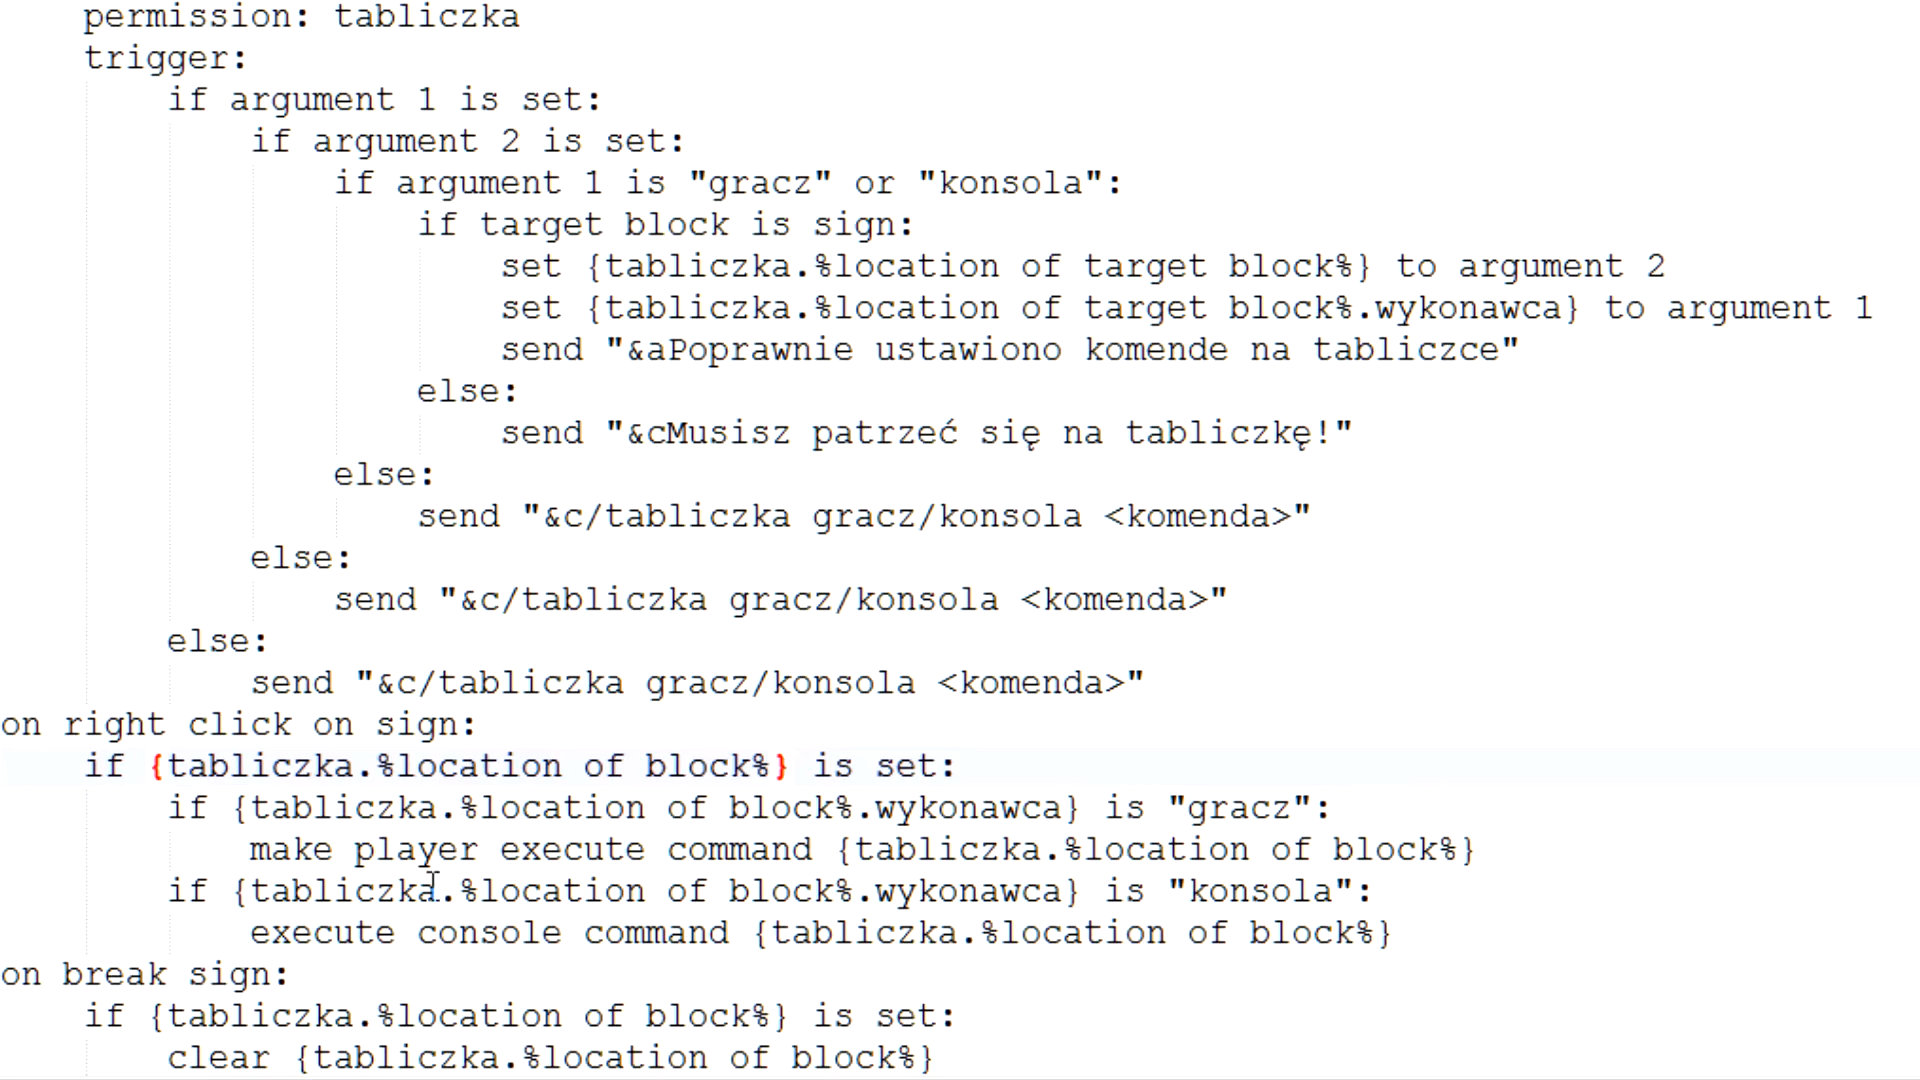 permission: tabliczka
trigger:
if argument 1 is set:
if argument 2 is set:
if argument 1 is "gracz" or "konsola":
if target block is sign:
set {tabliczka.%location of target block%} to argument 2
set {tabliczka.%location of target block%.wykonawca} to argument 1
send "&aPoprawnie ustawiono komende na tabliczce"
else:
send "&cMusisz patrzeć się na tabliczkę!"
else:
send "&c/tabliczka gracz/konsola <komenda>"
else:
send "&c/tabliczka gracz/konsola <komenda>"
else:
send "&c/tabliczka gracz/konsola <komenda>"
on right click on sign:
if {tabliczka.%location of block%} is set:
if {tabliczka.%location of block%.wykonawca} is "gracz":
make player execute command {tabliczka.%location of block%}
if {tabliczka.%location of block%.wykonawca} is "konsola":
execute console command {tabliczka.%location of block%}
on break sign:
if {tabliczka.%location of block%} is set:
clear {tabliczka.%location of block%}